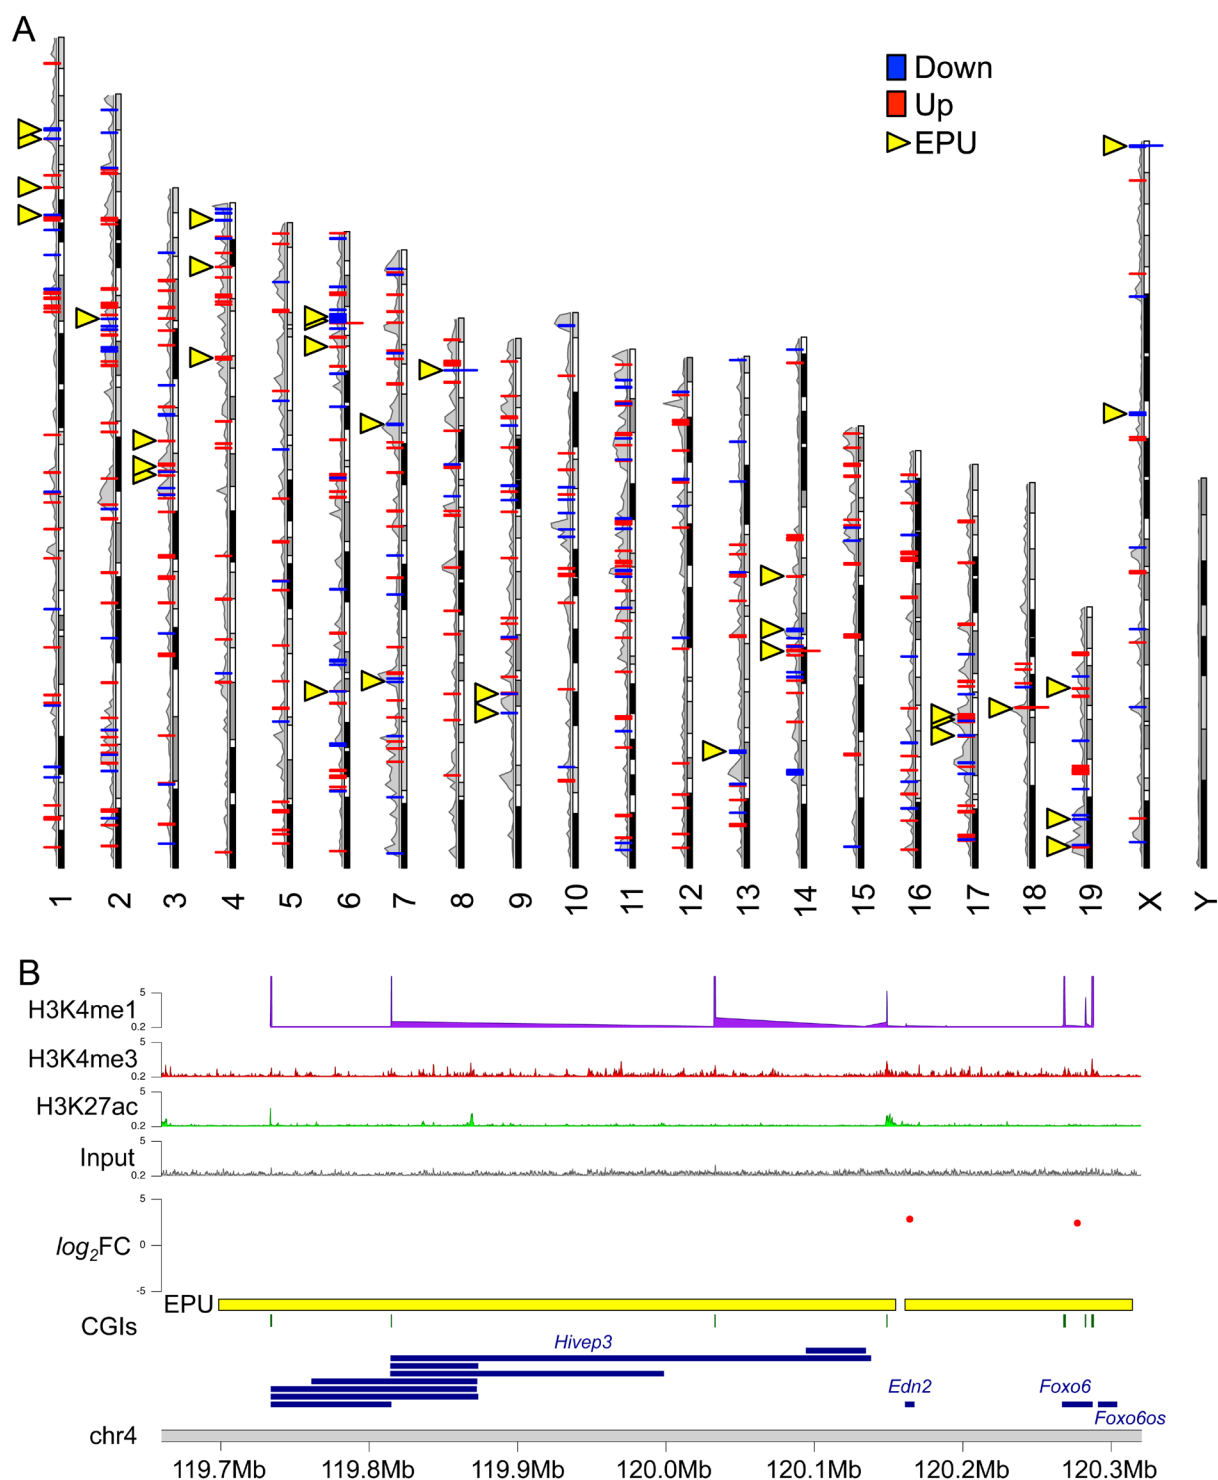 A
Down
Up
EPU
1 2 3 4 5 6 7 8 9 10 11 12 13 14 15 16 17 18 19 X Y
B
H3K4me1
5
0.2
H3K4me3
5
0.2
H3K27ac
5
0.2
Input
5
0.2
log2FC
5
0
-5
EPU
CGIs
Hivep3
Edn2
Foxo6
Foxo6os
chr4
119.7Mb 119.8Mb 119.9Mb 120.0Mb 120.1Mb 120.2Mb 120.3Mb